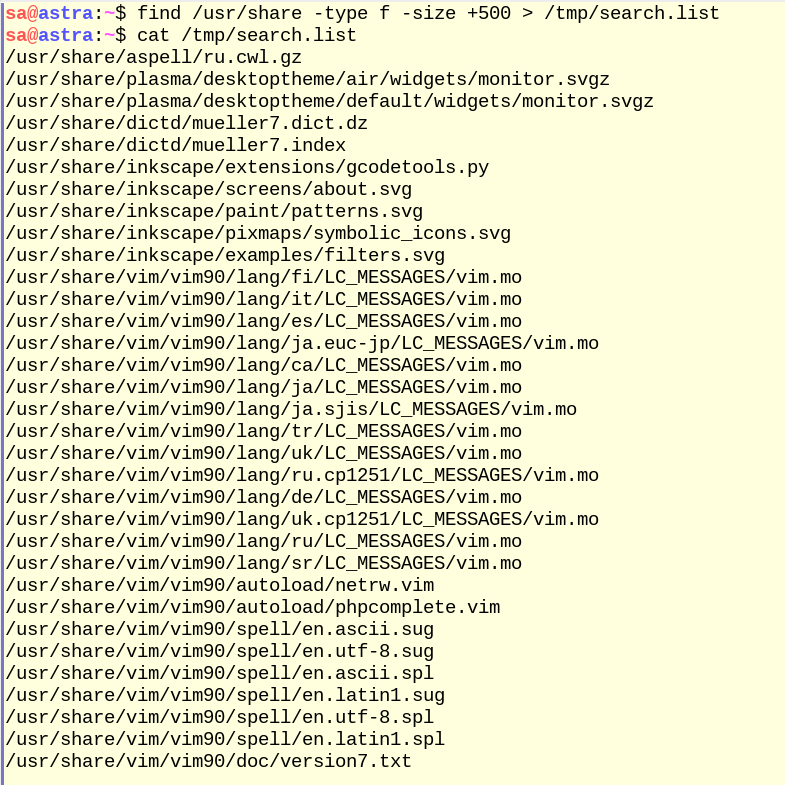 sa@astra:~$ find /usr/share -type f -size +500 > /tmp/search.list
sa@astra:~$ cat /tmp/search.list
/usr/share/aspell/ru.cwl.gz
/usr/share/plasma/desktoptheme/air/widgets/monitor.svgz
/usr/share/plasma/desktoptheme/default/widgets/monitor.svgz
/usr/share/dictd/mueller7.dict.dz
/usr/share/dictd/mueller7.index
/usr/share/inkscape/extensions/gcodetools.py
/usr/share/inkscape/screens/about.svg
/usr/share/inkscape/paint/patterns.svg
/usr/share/inkscape/pixmaps/symbolic_icons.svg
/usr/share/inkscape/examples/filters.svg
/usr/share/vim/vim90/lang/fi/LC_MESSAGES/vim.mo
/usr/share/vim/vim90/lang/it/LC_MESSAGES/vim.mo
/usr/share/vim/vim90/lang/es/LC_MESSAGES/vim.mo
/usr/share/vim/vim90/lang/ja.euc-jp/LC_MESSAGES/vim.mo
/usr/share/vim/vim90/lang/ca/LC_MESSAGES/vim.mo
/usr/share/vim/vim90/lang/ja/LC_MESSAGES/vim.mo
/usr/share/vim/vim90/lang/ja.sjis/LC_MESSAGES/vim.mo
/usr/share/vim/vim90/lang/tr/LC_MESSAGES/vim.mo
/usr/share/vim/vim90/lang/uk/LC_MESSAGES/vim.mo
/usr/share/vim/vim90/lang/ru.cp1251/LC_MESSAGES/vim.mo
/usr/share/vim/vim90/lang/de/LC_MESSAGES/vim.mo
/usr/share/vim/vim90/lang/uk.cp1251/LC_MESSAGES/vim.mo
/usr/share/vim/vim90/lang/ru/LC_MESSAGES/vim.mo
/usr/share/vim/vim90/lang/sr/LC_MESSAGES/vim.mo
/usr/share/vim/vim90/autoload/netrw.vim
/usr/share/vim/vim90/autoload/phpcomplete.vim
/usr/share/vim/vim90/spell/en.ascii.sug
/usr/share/vim/vim90/spell/en.utf-8.sug
/usr/share/vim/vim90/spell/en.ascii.spl
/usr/share/vim/vim90/spell/en.latin1.sug
/usr/share/vim/vim90/spell/en.utf-8.spl
/usr/share/vim/vim90/spell/en.latin1.spl
/usr/share/vim/vim90/doc/version7.txt